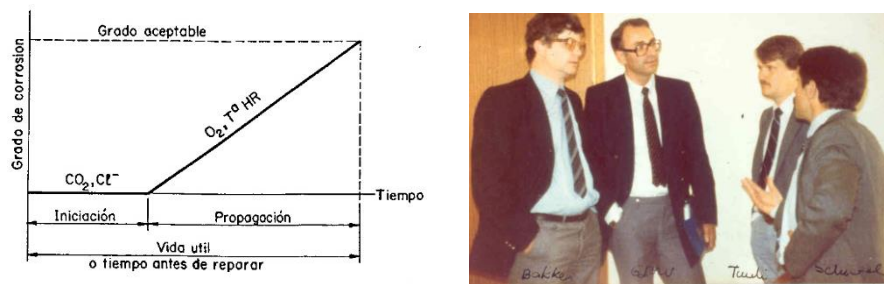 Grado aceptable
Grado de corrosion
O₂, Tª HR
CO₂, Cℓ⁻
Tiempo
Iniciación
Propagación
Vida util
o tiempo antes de reparar
Bakker